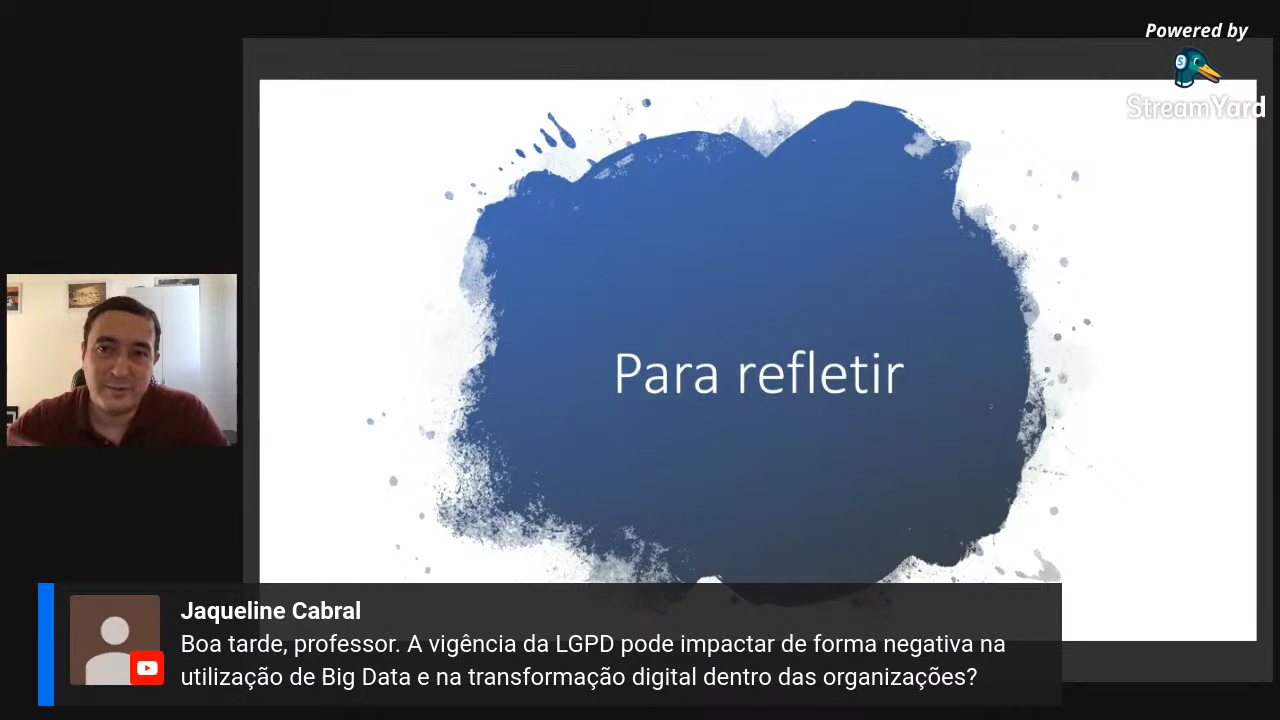 Powered by
StreamYard
Para refletir
Jaqueline Cabral
Boa tarde, professor. A vigência da LGPD pode impactar de forma negativa na
utilização de Big Data e na transformação digital dentro das organizações?